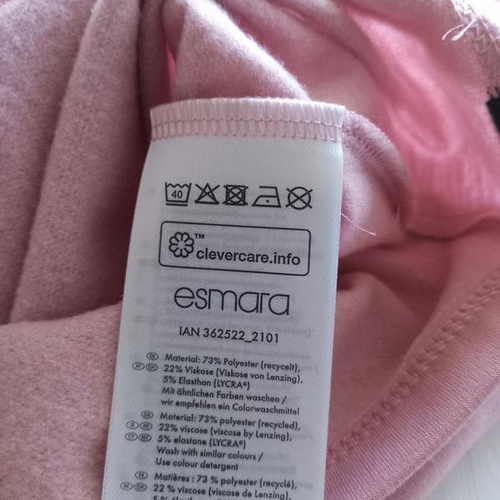 40
™
clevercare.info
esmara
IAN 362522_2101
Material: 73% Polyester (recycelt),
22% Viskose (Viskose von Lenzing),
5% Elasthan (LYCRA®)
Mit ähnlichen Farben waschen /
wir empfehlen ein Colorwaschmittel
Material: 73% polyester (recycled),
22% viscose (viscose by Lenzing),
5% elastane (LYCRA®)
Wash with similar colours /
Use colour detergent
Matières : 73 % polyester (recyclé),
22 % viscose (viscose de Lenzing),